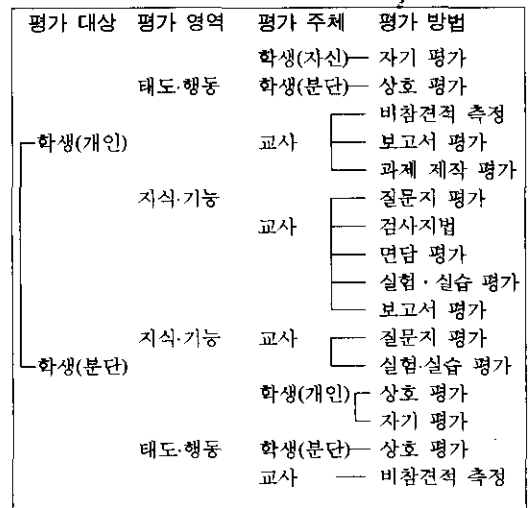 평가 대상 평가 영역 평가 주체 평가 방법
학생(자신) 자기 평가
태도·행동 학생(분단) 상호 평가
비참견적 측정
학생(개인) 교사 보고서 평가
과제 제작 평가
지식·기능 질문지 평가
교사 검사지법
면담 평가
실험·실습 평가
보고서 평가
지식·기능 교사 질문지 평가
학생(분단) 실험·실습 평가
학생(개인) 상호 평가
자기 평가
태도·행동 학생(분단) 상호 평가
교사 비참견적 측정